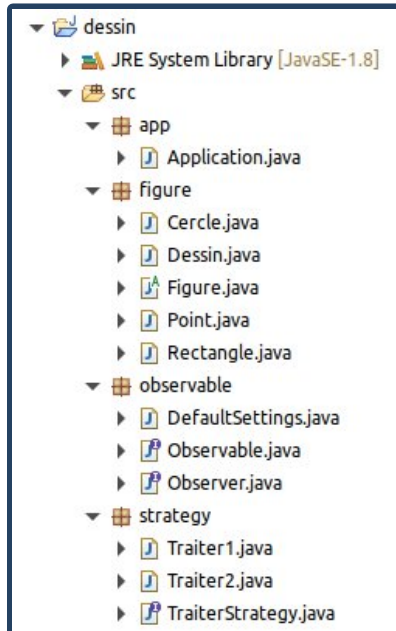 dessin
JRE System Library [JavaSE-1.8]
src
app
Application.java
figure
Cercle.java
Dessin.java
Figure.java
Point.java
Rectangle.java
observable
DefaultSettings.java
Observable.java
Observer.java
strategy
Traiter1.java
Traiter2.java
TraiterStrategy.java